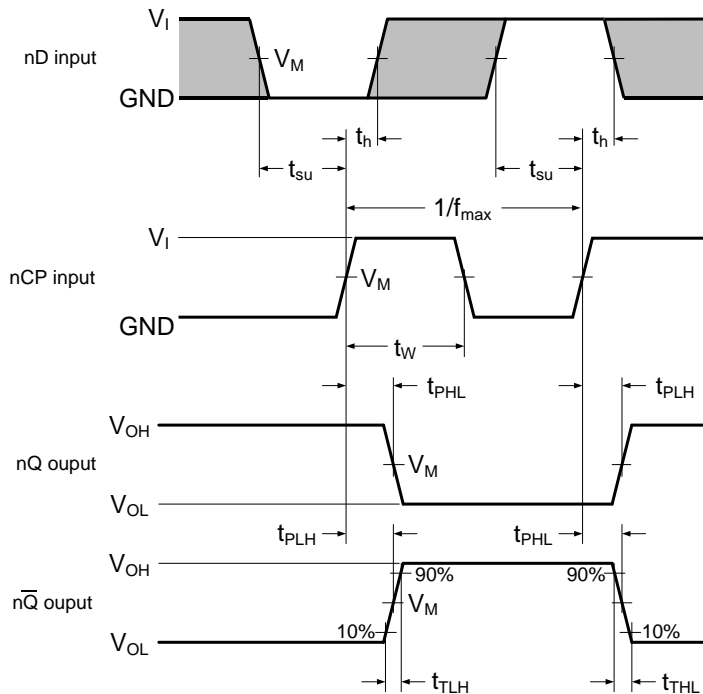 V_I
nD input
V_M
GND
t_h
t_h
t_su
t_su
1/f_max
V_I
nCP input
V_M
GND
t_W
t_PHL
t_PLH
V_OH
nQ ouput
V_M
V_OL
t_PLH
t_PHL
V_OH
90%
90%
nQ̅ ouput
V_M
10%
10%
V_OL
t_TLH
t_THL